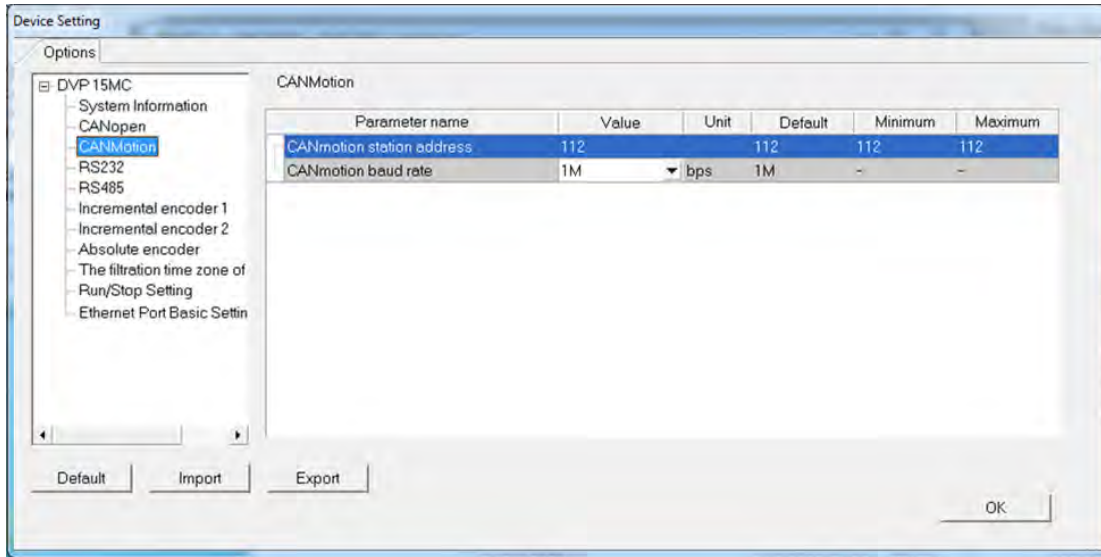 Device Setting
Options
DVP 15MC
System Information
CANopen
CANMotion
RS232
RS485
Incremental encoder 1
Incremental encoder 2
Absolute encoder
The filtration time zone of
Run/Stop Setting
Ethernet Port Basic Settin
CANMotion
Parameter name Value Unit Default Minimum Maximum
CANmotion station address 112 112 112 112
CANmotion baud rate 1M bps 1M - -
Default Import Export
OK